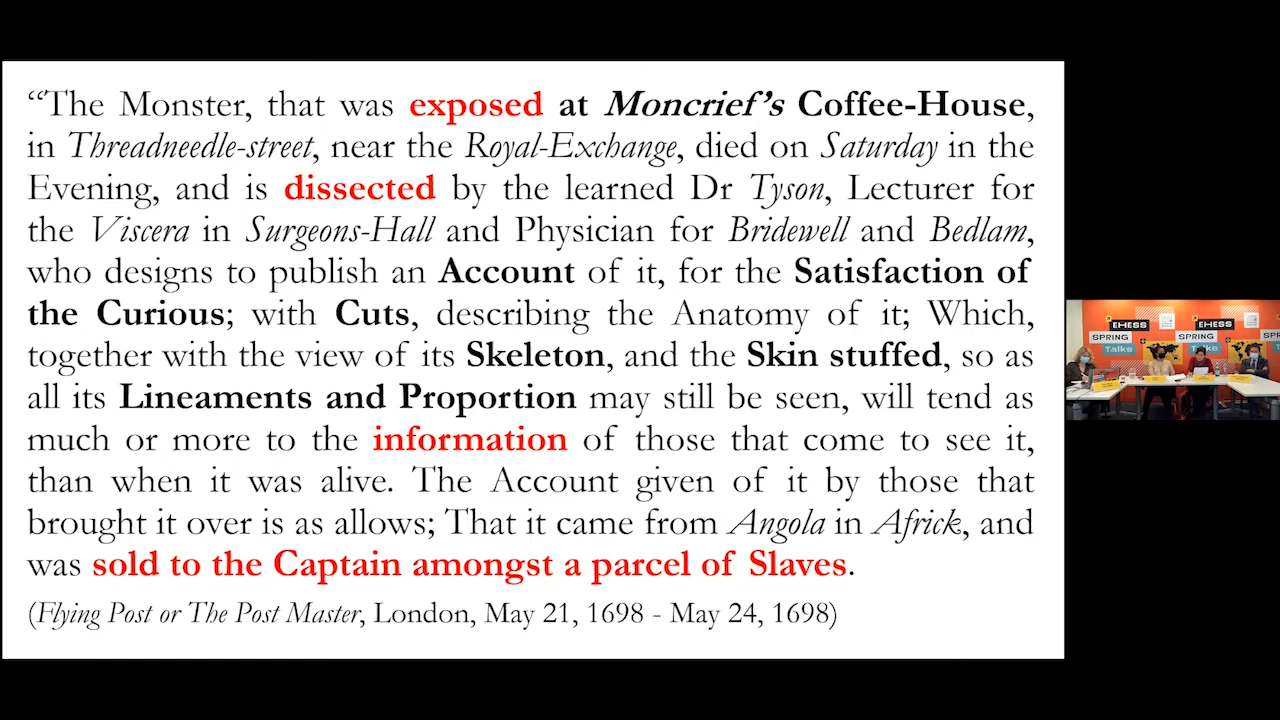 “The Monster, that was exposed at Moncrief’s Coffee-House,
in Threadneedle-street, near the Royal-Exchange, died on Saturday in the
Evening, and is dissected by the learned Dr Tyson, Lecturer for
the Viscera in Surgeons-Hall and Physician for Bridewell and Bedlam,
who designs to publish an Account of it, for the Satisfaction of
the Curious; with Cuts, describing the Anatomy of it; Which,
together with the view of its Skeleton, and the Skin stuffed, so as
all its Lineaments and Proportion may still be seen, will tend as
much or more to the information of those that come to see it,
than when it was alive. The Account given of it by those that
brought it over is as allows; That it came from Angola in Africk, and
was sold to the Captain amongst a parcel of Slaves.
(Flying Post or The Post Master, London, May 21, 1698 - May 24, 1698)
EHESS
EHESS
SPRING
SPRING
SPR
Talks
Talks